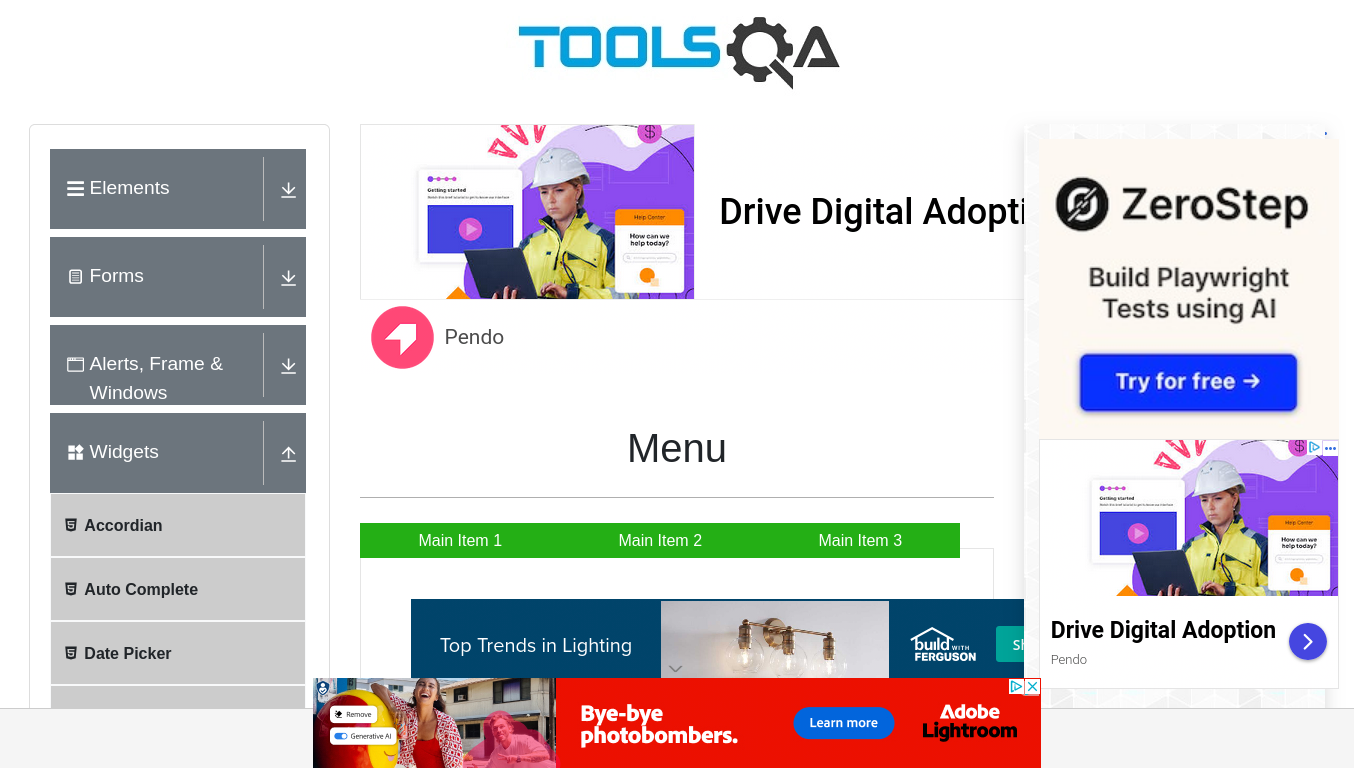 TOOLSQA
Elements
Forms
Alerts, Frame &
Windows
Widgets
Accordian
Auto Complete
Date Picker
$
Getting started
Help Center
How can we
help today?
Drive Digital Adopti
Pendo
Menu
Main Item 1
Main Item 2
Main Item 3
Top Trends in Lighting
build WITH
FERGUSON
Sh
ZeroStep
Build Playwright
Tests using AI
Try for free →
$
Getting started
Help Center
How can we
help today?
Drive Digital Adoption
Pendo
Remove
Generative AI
Bye-bye
photobombers.
Learn more
Adobe
Lightroom